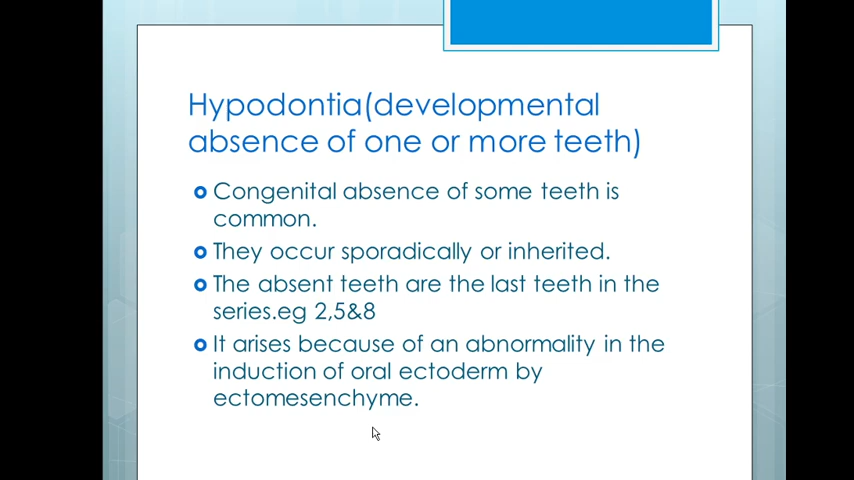 Hypodontia(developmental
absence of one or more teeth)
Congenital absence of some teeth is
common.
They occur sporadically or inherited.
The absent teeth are the last teeth in the
series.eg 2,5&8
It arises because of an abnormality in the
induction of oral ectoderm by
ectomesenchyme.